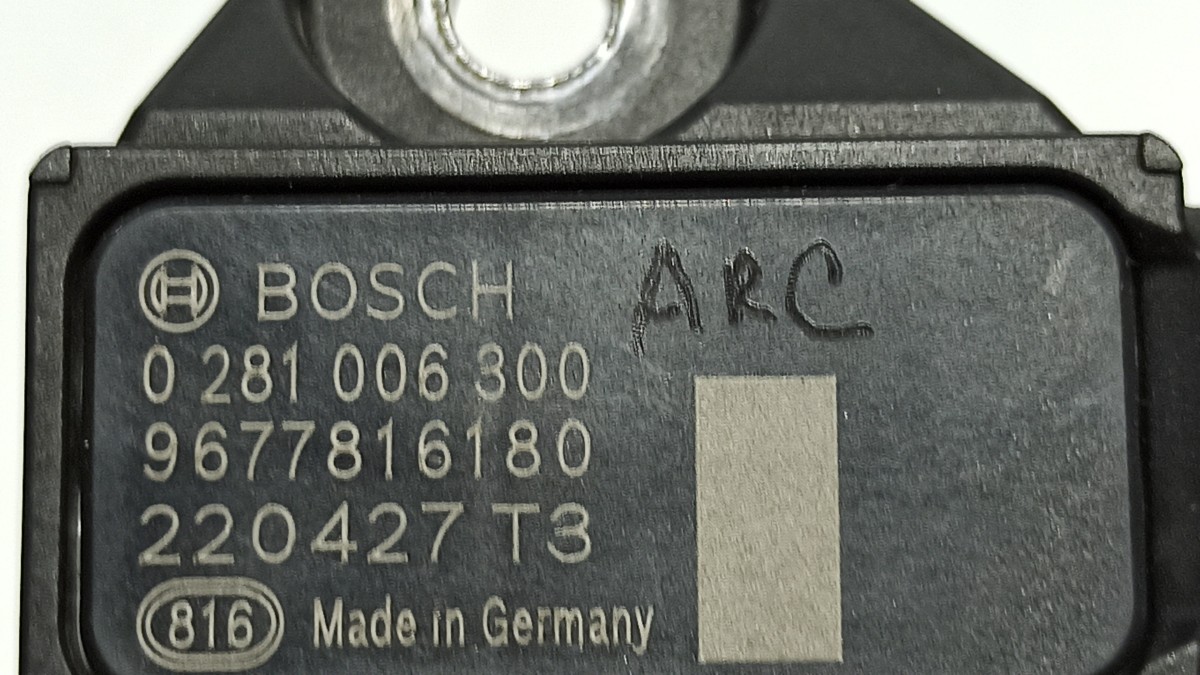 BOSCH ARC
0 281 006 300
9677816180
220427 T3
816 Made in Germany